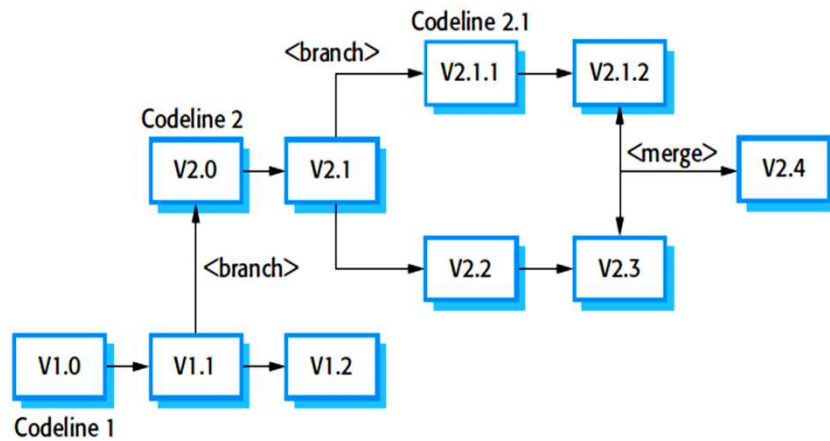 Codeline 2.1
<branch>
V2.1.1
V2.1.2
Codeline 2
<merge>
V2.0
V2.1
V2.4
<branch>
V2.2
V2.3
V1.0
V1.1
V1.2
Codeline 1